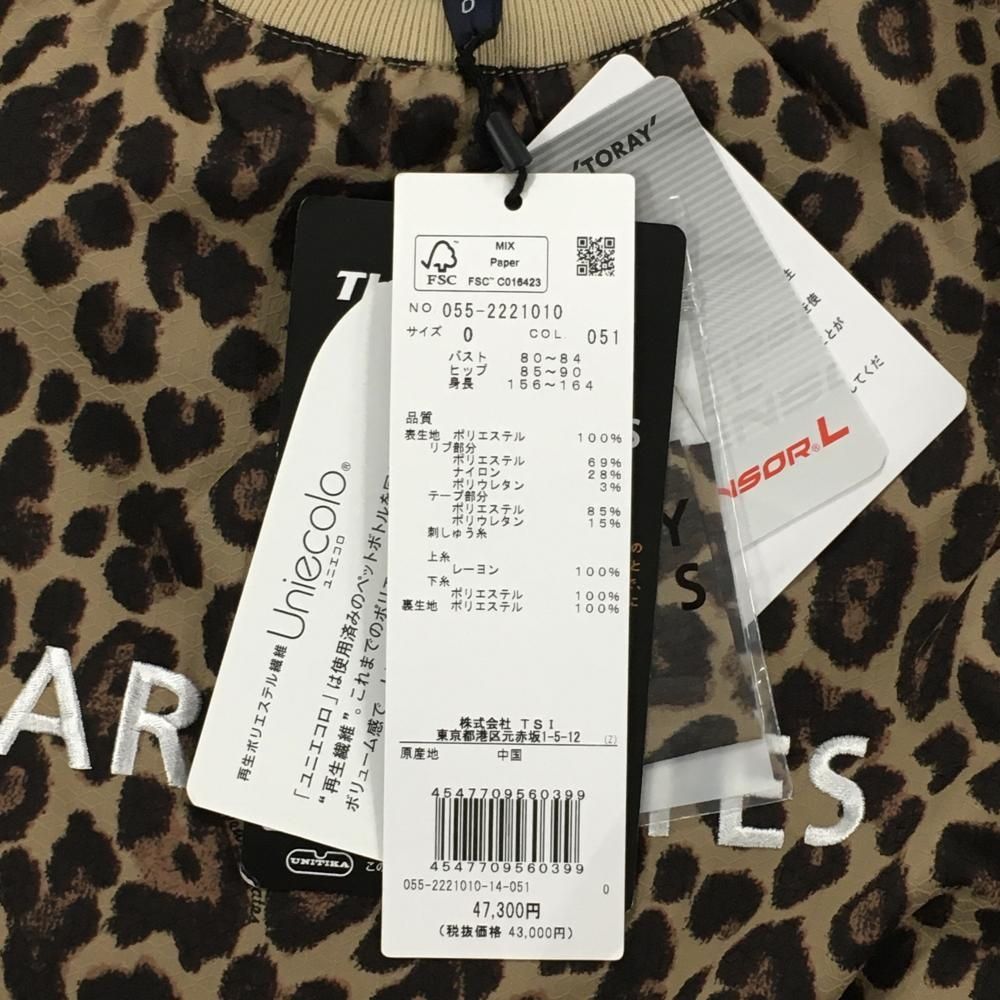 TORAY
MIX
Paper
FSC™
FSC™ C016423
NO 055-2221010
サイズ 0 COL. 051
バスト 80～84
ヒップ 85～90
身長 156～164
品質
表生地 ポリエステル 100%
リブ部分
ポリエステル 69%
ナイロン 28%
ポリウレタン 3%
テープ部分
ポリエステル 85%
ポリウレタン 15%
刺しゅう糸
上糸
レーヨン 100%
下糸
ポリエステル 100%
裏生地 ポリエステル 100%
株式会社 TSI
東京都港区元赤坂1-5-12 (Z)
原産地 中国
4547709560399
4547709560399
055-2221010-14-051 0
47,300円
(税抜価格 43,000円)
再生ポリエステル繊維 Uniecolo®
ユニエコロ
「ユニエコロ」は使用済みのペットボトルを
“再生繊維”。これまでのポリ
ボリューム感で
UNITIKA
SOR L
AR
ES